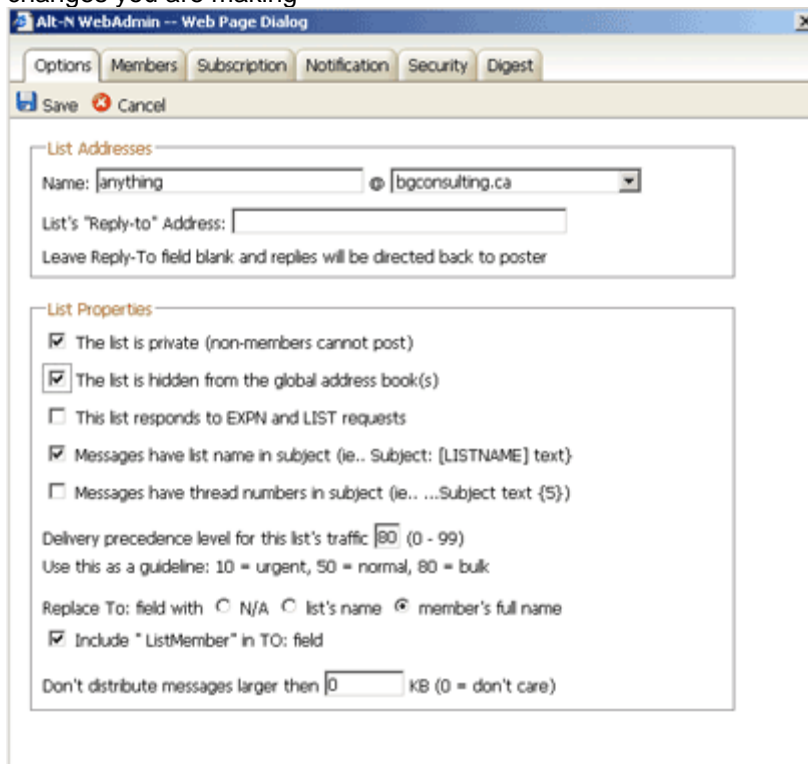 changes you are making
Alt-N WebAdmin -- Web Page Dialog
Options Members Subscription Notification Security Digest
Save Cancel
List Addresses
Name: anything @ bgconsulting.ca
List's "Reply-to" Address:
Leave Reply-To field blank and replies will be directed back to poster
List Properties
The list is private (non-members cannot post)
The list is hidden from the global address book(s)
This list responds to EXPN and LIST requests
Messages have list name in subject (ie.. Subject: [LISTNAME] text}
Messages have thread numbers in subject (ie.. ...Subject text {5})
Delivery precedence level for this list's traffic 80 (0 - 99)
Use this as a guideline: 10 = urgent, 50 = normal, 80 = bulk
Replace To: field with N/A list's name member's full name
Include " ListMember" in TO: field
Don't distribute messages larger then 0 KB (0 = don't care)